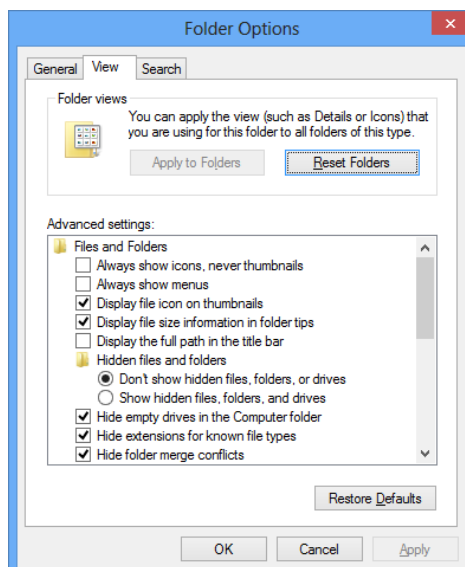 Folder Options
General View Search
Folder views
You can apply the view (such as Details or Icons) that
you are using for this folder to all folders of this type.
Apply to Folders Reset Folders
Advanced settings:
Files and Folders
Always show icons, never thumbnails
Always show menus
Display file icon on thumbnails
Display file size information in folder tips
Display the full path in the title bar
Hidden files and folders
Don't show hidden files, folders, or drives
Show hidden files, folders, and drives
Hide empty drives in the Computer folder
Hide extensions for known file types
Hide folder merge conflicts
Restore Defaults
OK Cancel Apply